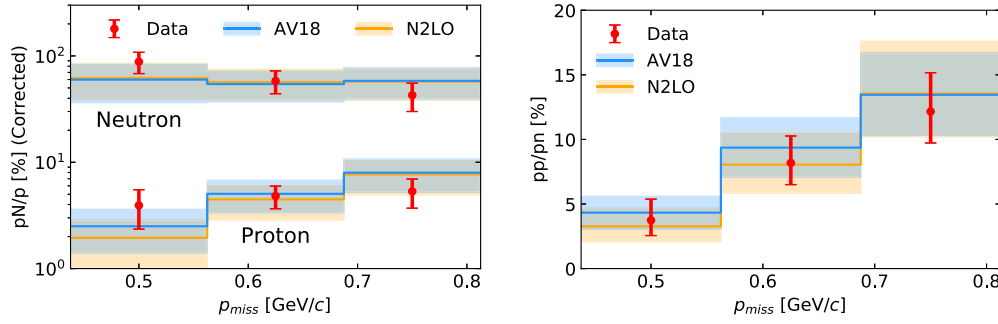 Data AV18 N2LO
pN/p [%] (Corrected)
10²
10¹
10⁰
Neutron
Proton
0.5 0.6 0.7 0.8
p_miss [GeV/c]
Data
AV18
N2LO
pp/pn [%]
20
15
10
5
0
0.5 0.6 0.7 0.8
p_miss [GeV/c]